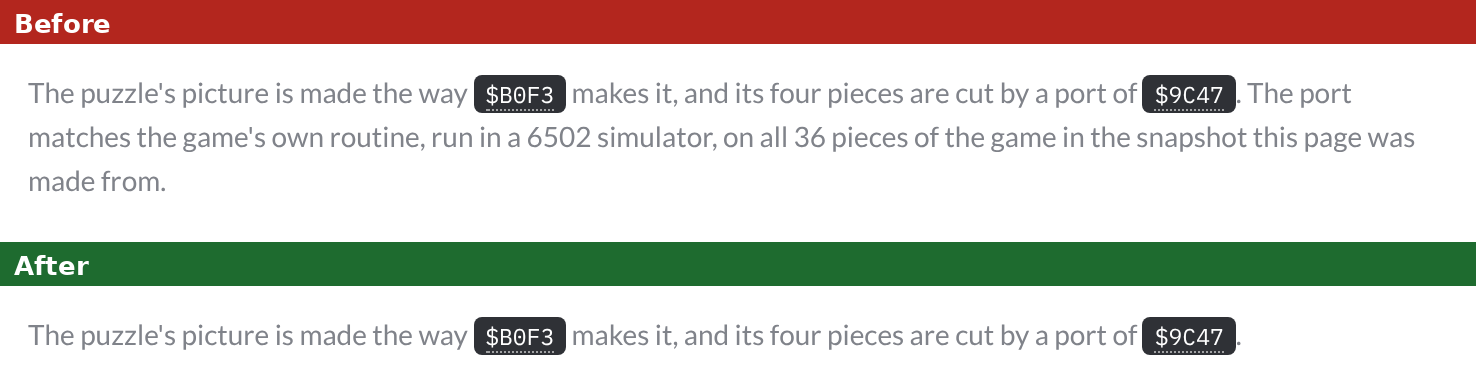 Before
The puzzle's picture is made the way $B0F3 makes it, and its four pieces are cut by a port of $9C47. The port
matches the game's own routine, run in a 6502 simulator, on all 36 pieces of the game in the snapshot this page was
made from.
After
The puzzle's picture is made the way $B0F3 makes it, and its four pieces are cut by a port of $9C47.